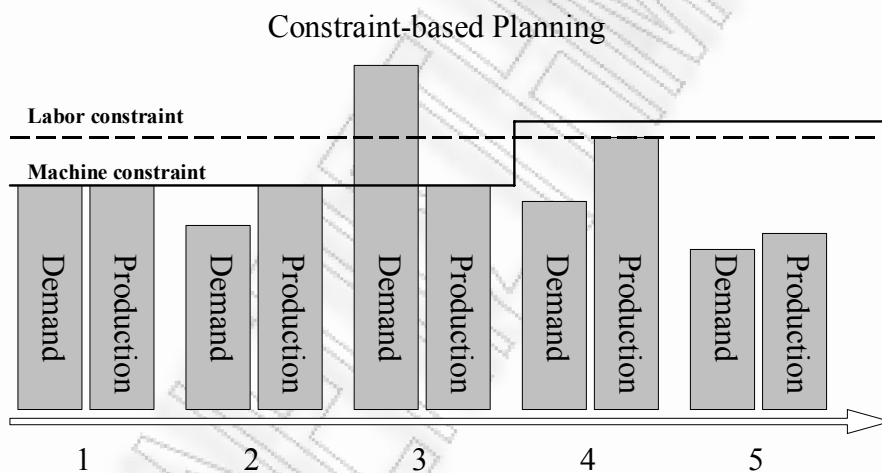 Constraint-based Planning
Labor constraint
Machine constraint
Demand
Production
Demand
Production
Demand
Production
Demand
Production
Demand
Production
1
2
3
4
5